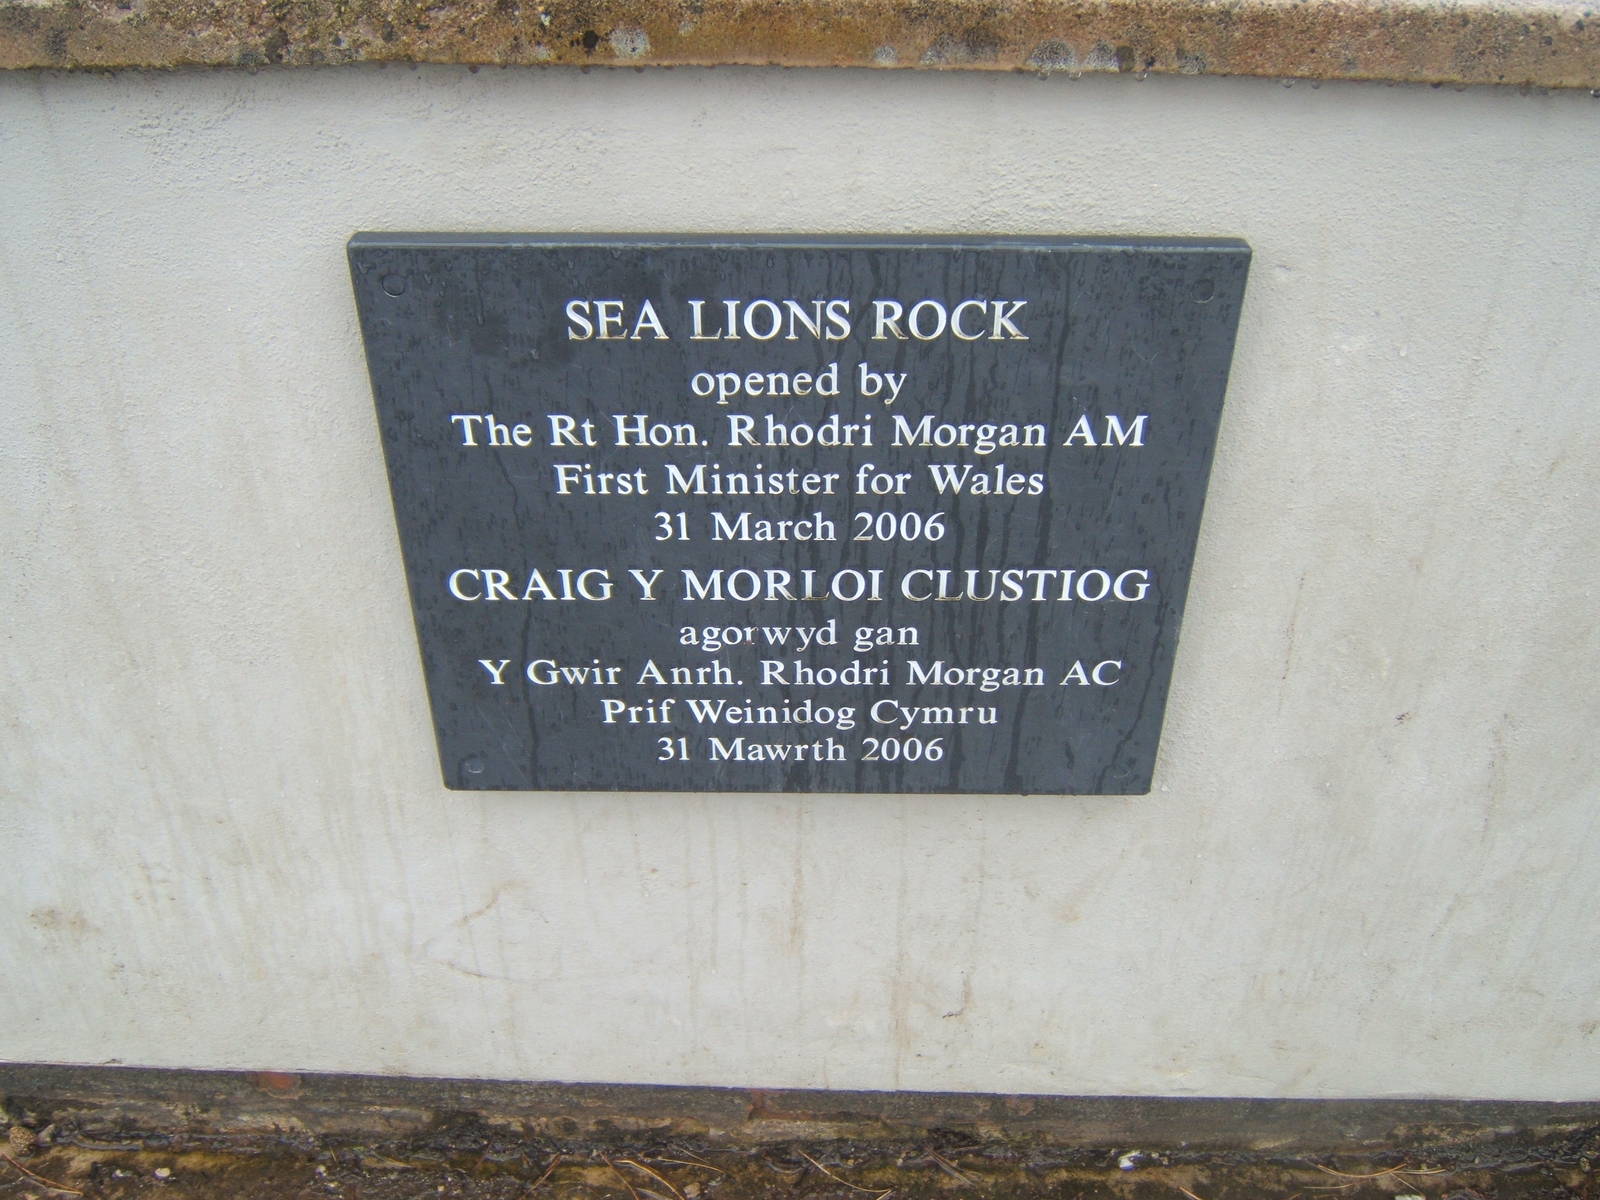 SEA LIONS ROCK
opened by
The Rt Hon. Rhodri Morgan AM
First Minister for Wales
31 March 2006
CRAIG Y MORLOI CLUSTIOG
agorwyd gan
Y Gwir Anrh. Rhodri Morgan AC
Prif Weinidog Cymru
31 Mawrth 2006